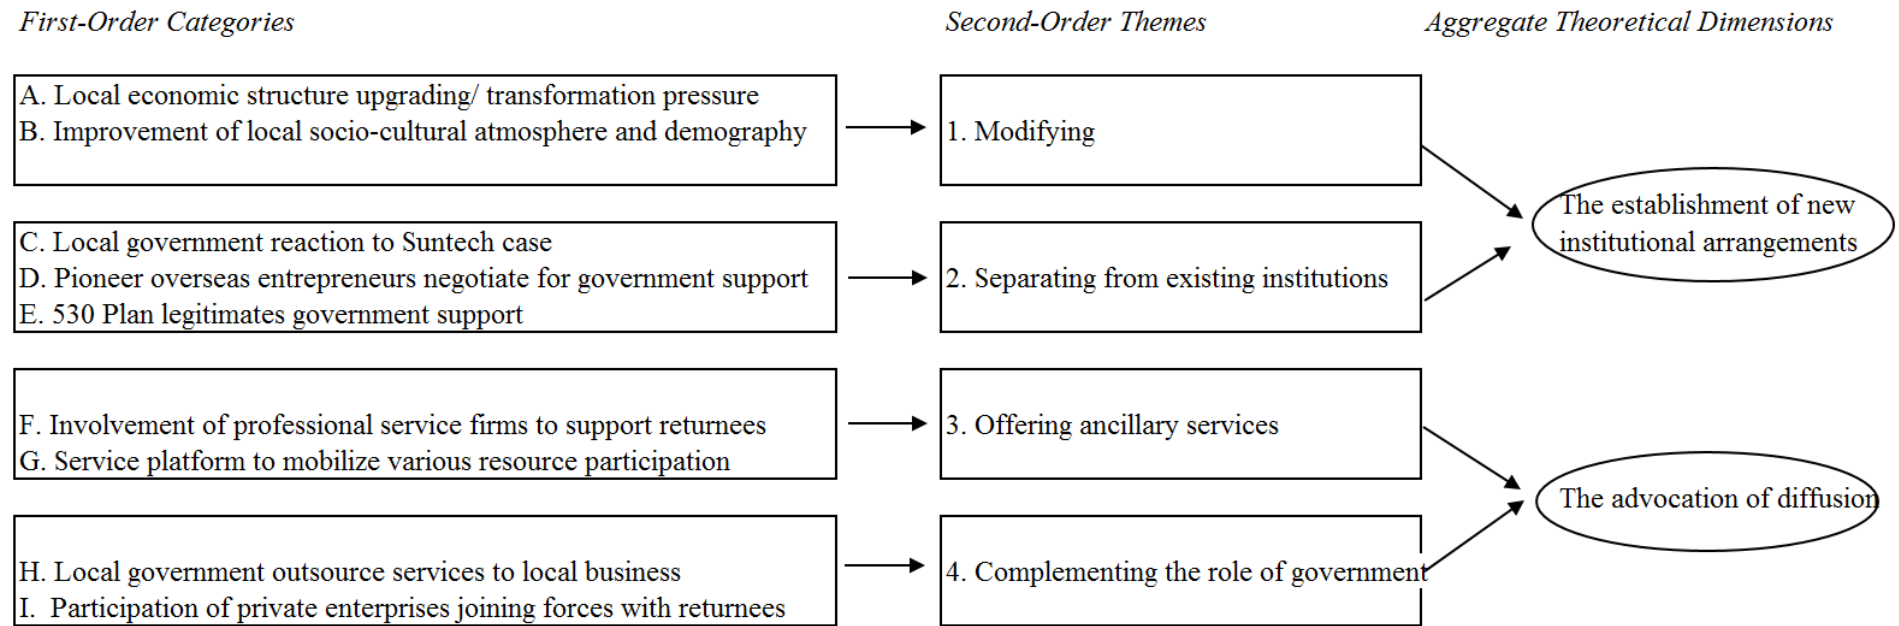 First-Order Categories
Second-Order Themes
Aggregate Theoretical Dimensions
A. Local economic structure upgrading/ transformation pressure
B. Improvement of local socio-cultural atmosphere and demography
1. Modifying
C. Local government reaction to Suntech case
D. Pioneer overseas entrepreneurs negotiate for government support
E. 530 Plan legitimates government support
2. Separating from existing institutions
The establishment of new
institutional arrangements
F. Involvement of professional service firms to support returnees
G. Service platform to mobilize various resource participation
3. Offering ancillary services
H. Local government outsource services to local business
I. Participation of private enterprises joining forces with returnees
4. Complementing the role of government
The advocation of diffusion